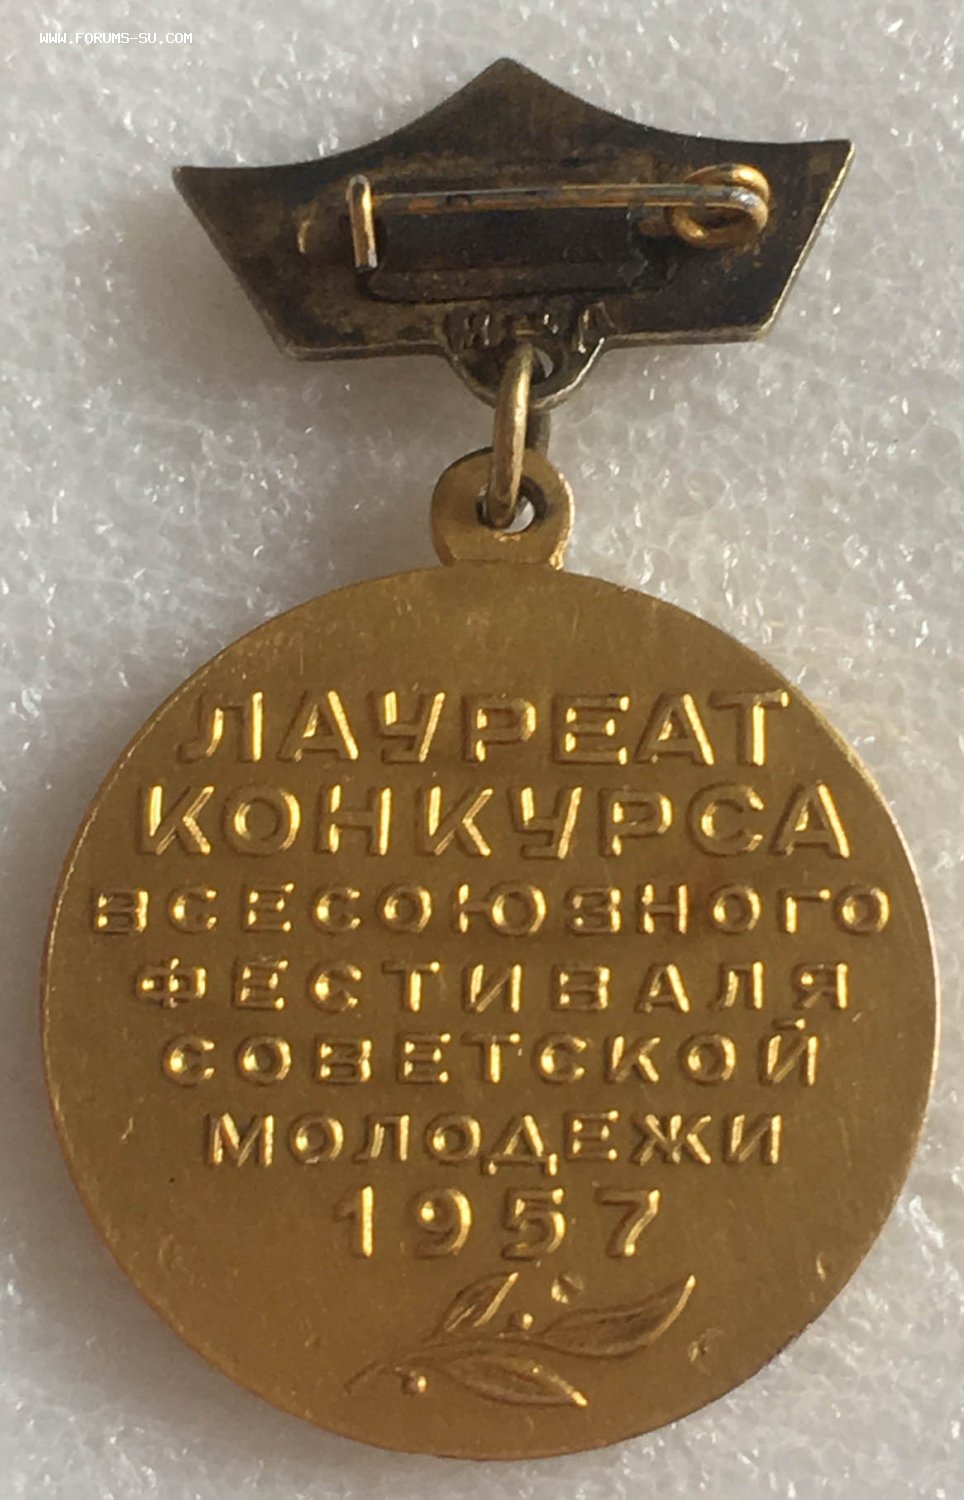 WWW.FORUMS-SU.COM
ЛАУРЕАТ
КОНКУРСА
ВСЕСОЮЗНОГО
ФЕСТИВАЛЯ
СОВЕТСКОЙ
МОЛОДЕЖИ
1957